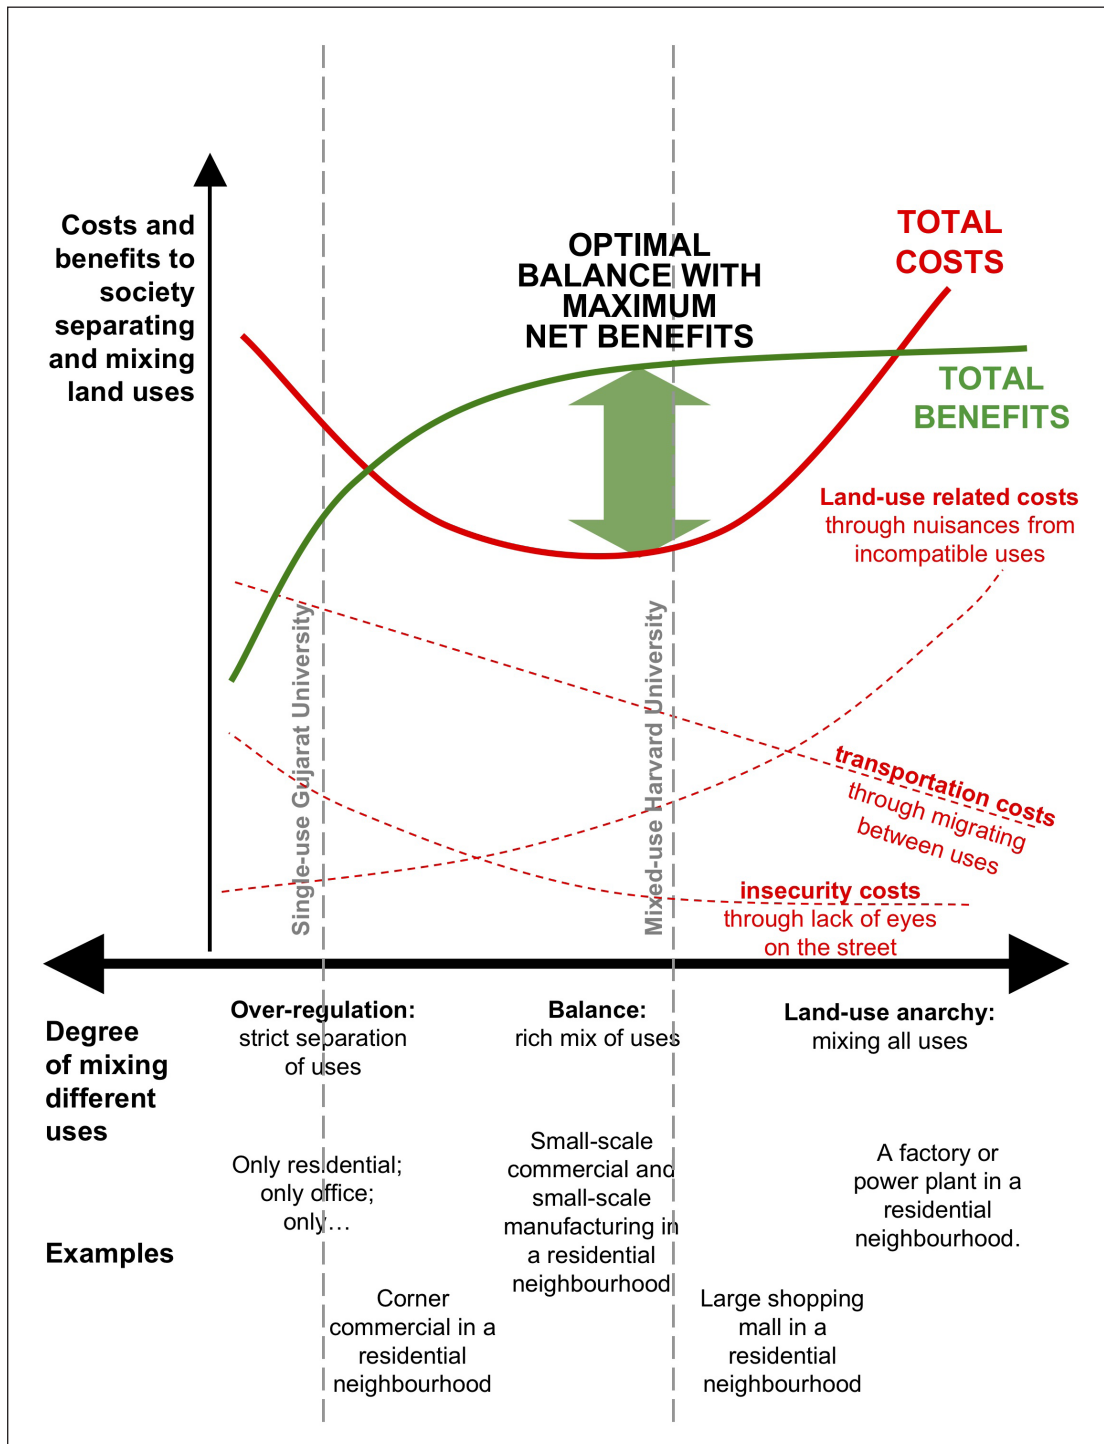 Costs and
benefits to
society
separating
and mixing
land uses
OPTIMAL
BALANCE WITH
MAXIMUM
NET BENEFITS
TOTAL
COSTS
TOTAL
BENEFITS
Land-use related costs
through nuisances from
incompatible uses
transportation costs
through migrating
between uses
insecurity costs
through lack of eyes
on the street
Single-use Gujarat University
Mixed-use Harvard University
Degree
of mixing
different
uses
Over-regulation:
strict separation
of uses
Balance:
rich mix of uses
Land-use anarchy:
mixing all uses
Examples
Only residential;
only office;
only…
Corner
commercial in a
residential
neighbourhood
Small-scale
commercial and
small-scale
manufacturing in
a residential
neighbourhood
Large shopping
mall in a
residential
neighbourhood
A factory or
power plant in a
residential
neighbourhood.